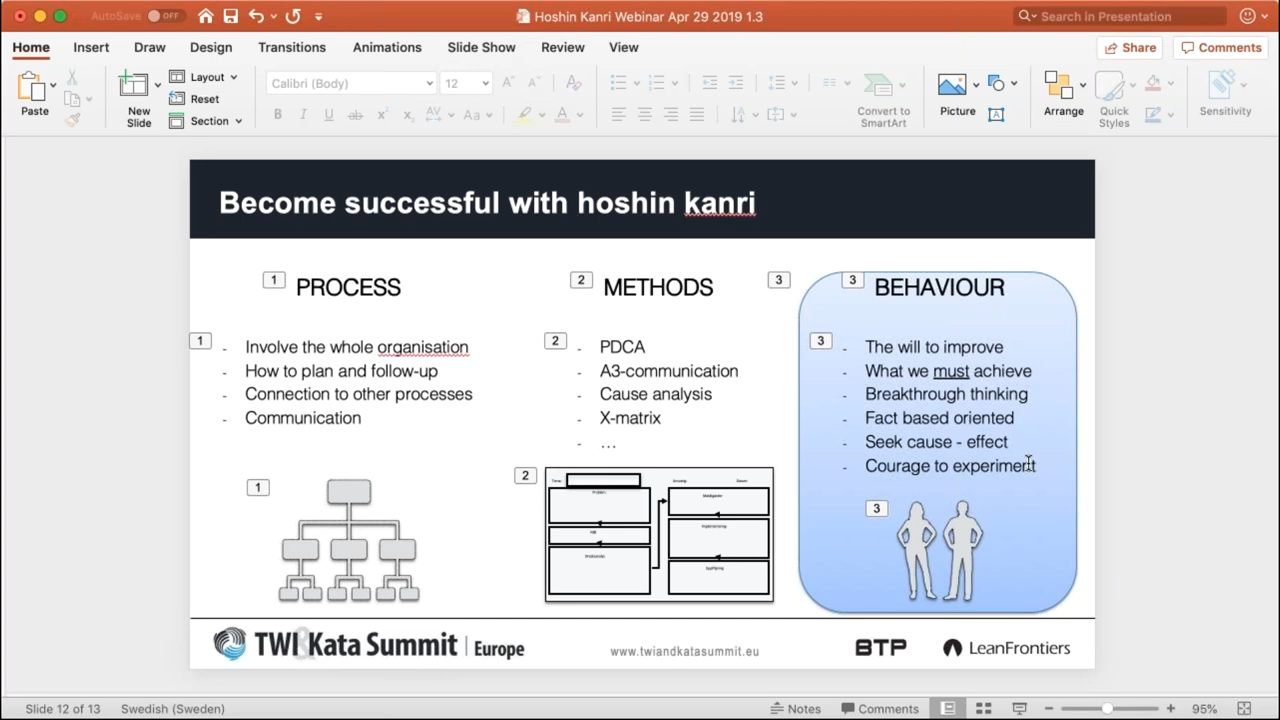 AutoSave OFF
Hoshin Kanri Webinar Apr 29 2019 1.3
Search in Presentation
Home Insert Draw Design Transitions Animations Slide Show Review View
Share Comments
Paste
New Slide
Layout
Reset
Section
Calibri (Body) 12
Convert to SmartArt
Picture
Arrange
Quick Styles
Sensitivity
Become successful with hoshin kanri
1 PROCESS
1
- Involve the whole organisation
- How to plan and follow-up
- Connection to other processes
- Communication
1
2 METHODS
2
- PDCA
- A3-communication
- Cause analysis
- X-matrix
- …
2
Problem
3
3 BEHAVIOUR
3
- The will to improve
- What we must achieve
- Breakthrough thinking
- Fact based oriented
- Seek cause - effect
- Courage to experiment
3
TWI & Kata Summit | Europe
www.twiandkatasummit.eu
BTP
LeanFrontiers
Slide 12 of 13 Swedish (Sweden)
Notes Comments 95%